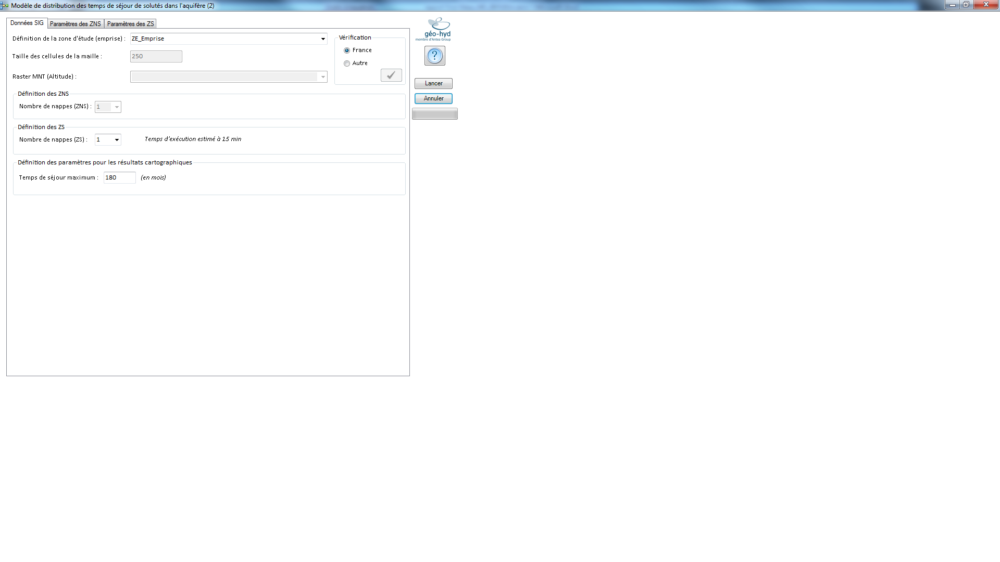 Modèle de distribution des temps de séjour de solutés dans l'aquifère (2)
Données SIG
Paramètres des ZNS
Paramètres des ZS
Définition de la zone d'étude (emprise) :
ZE_Emprise
Taille des cellules de la maille :
250
Raster MNT (Altitude) :
Vérification
France
Autre
Définition des ZNS
Nombre de nappes (ZNS) :
1
Définition des ZS
Nombre de nappes (ZS) :
1
Temps d'exécution estimé à 15 min
Définition des paramètres pour les résultats cartographiques
Temps de séjour maximum :
180
(en mois)
géo-hyd
membre d'Antea Group
?
Lancer
Annuler